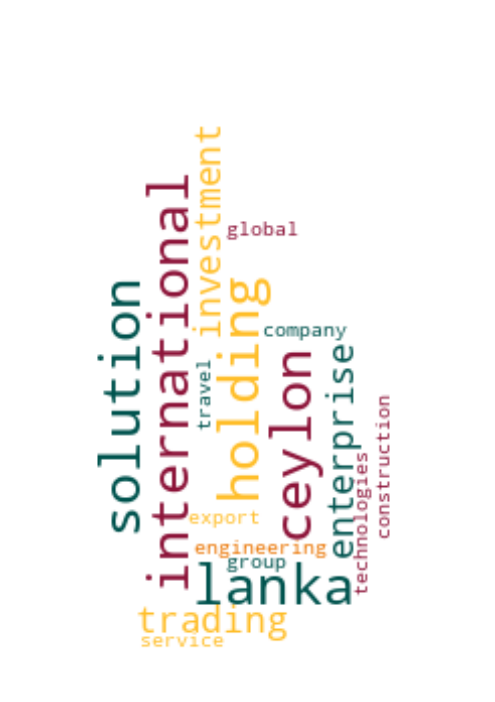 investment
international
global
solution
holding
company
enterprise
ceylon
travel
construction
technologies
export
engineering
group
lanka
trading
service